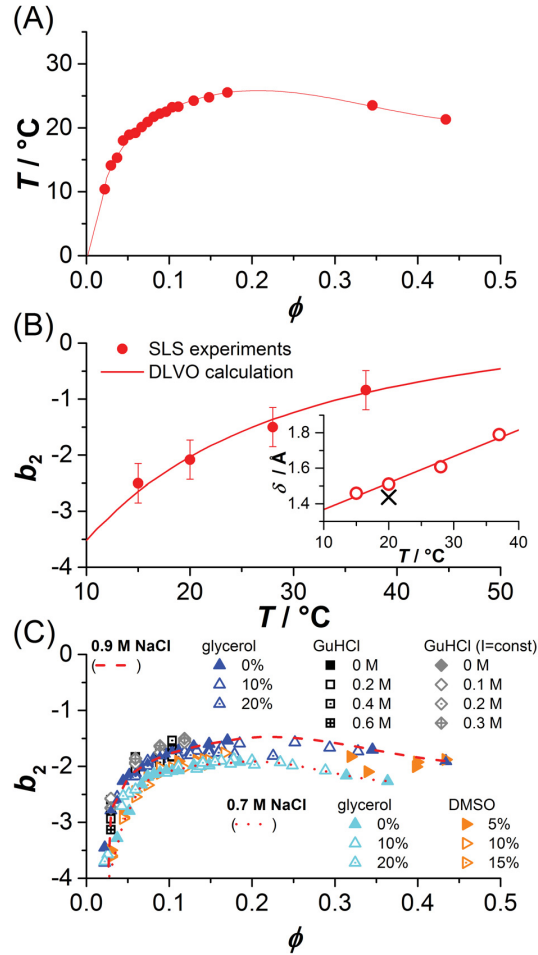 (A)
T / °C
30
20
10
0
0.0 0.1 0.2 0.3 0.4 0.5
ϕ
(B)
0
-1
-2
-3
-4
b2
SLS experiments
DLVO calculation
δ / Å
1.8
1.6
1.4
10 20 30 40
T / °C
10 20 30 40 50
T / °C
(C)
0
-1
-2
-3
-4
b2
0.9 M NaCl glycerol GuHCl GuHCl (I=const)
( ) 0% 0 M 0 M
10% 0.2 M 0.1 M
20% 0.4 M 0.2 M
0.6 M 0.3 M
0.7 M NaCl glycerol DMSO
( ) 0% 5%
10% 10%
20% 15%
0.0 0.1 0.2 0.3 0.4 0.5
ϕ